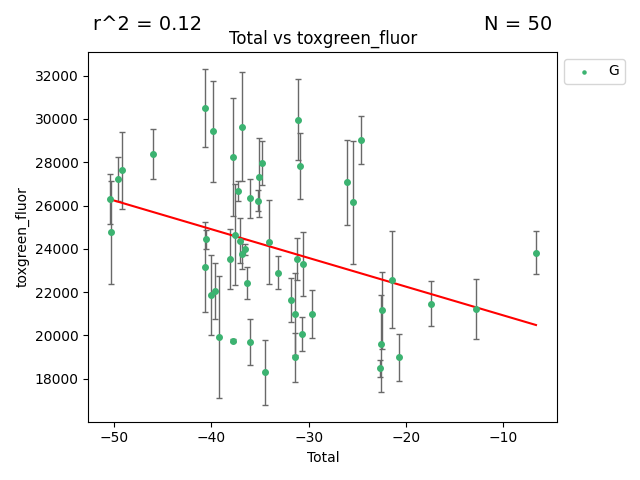 r^2 = 0.12
N = 50
Total vs toxgreen_fluor
G
32000
30000
28000
26000
24000
22000
20000
18000
toxgreen_fluor
−50
−40
−30
−20
−10
Total